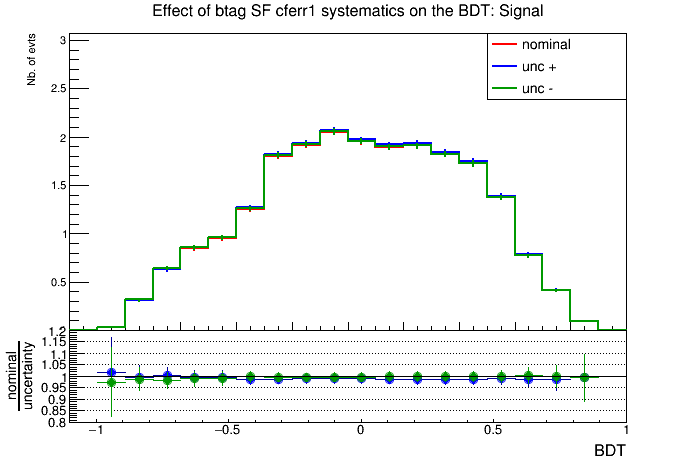 Effect of btag SF cferr1 systematics on the BDT: Signal
Nb. of evts
nominal
unc +
unc -
3
2.5
2
1.5
1
0.5
nominal
uncertainty
1.2
1.15
1.1
1.05
1
0.95
0.9
0.85
0.8
−1
−0.5
0
0.5
1
BDT